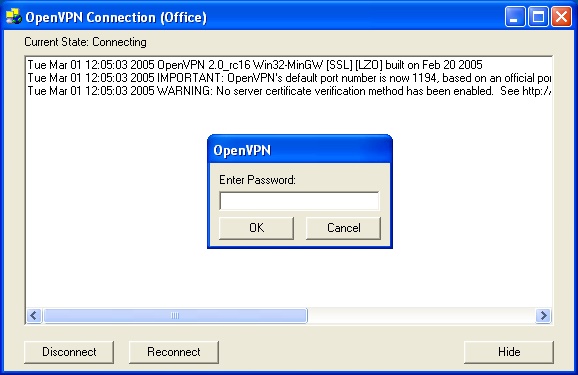 OpenVPN Connection (Office)
Current State: Connecting
Tue Mar 01 12:05:03 2005 OpenVPN 2.0_rc16 Win32-MinGW [SSL] [LZO] built on Feb 20 2005
Tue Mar 01 12:05:03 2005 IMPORTANT: OpenVPN's default port number is now 1194, based on an official por
Tue Mar 01 12:05:03 2005 WARNING: No server certificate verification method has been enabled.  See http:/
OpenVPN
Enter Password:
OK Cancel
Disconnect Reconnect Hide